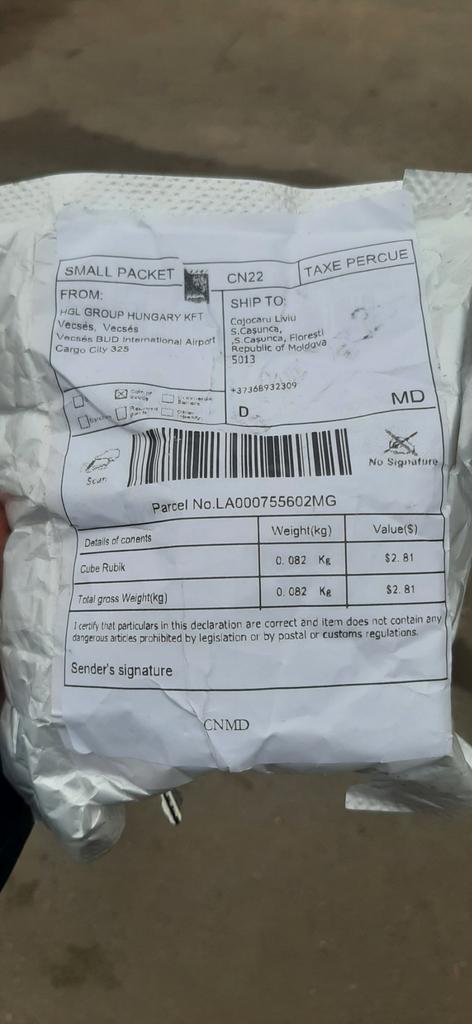 SMALL PACKET
CN22
TAXE PERCUE
FROM:
HGL GROUP HUNGARY KFT
Vecsés, Vecsés
Vecsés BUD International Airport
Cargo City 325
SHIP TO:
Cojocaru Liviu
S.Casunca,
,S.Casunca, Floresti
Republic of Moldova
5013
+37368932309
D
MD
Scan
No Signature
Parcel No.LA000755602MG
Details of conents Weight(kg) Value($)
Cube Rubik 0. 082 Kg $2. 81
Total gross Weight(kg) 0. 082 Kg $2. 81
I certify that particulars in this declaration are correct and item does not contain any
dangerous articles prohibited by legislation or by postal or customs regulations.
Sender's signature
CNMD